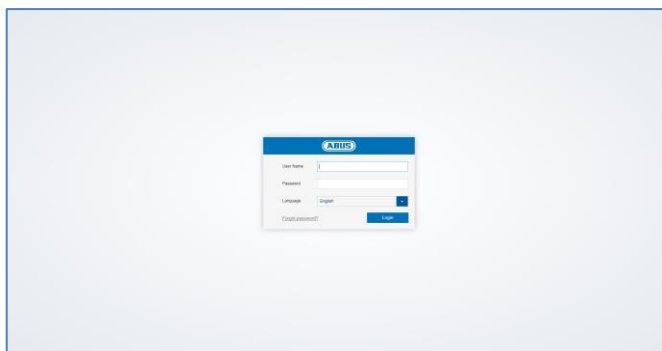 ABUS
User Name
Password
Language English
Forgot password? Login